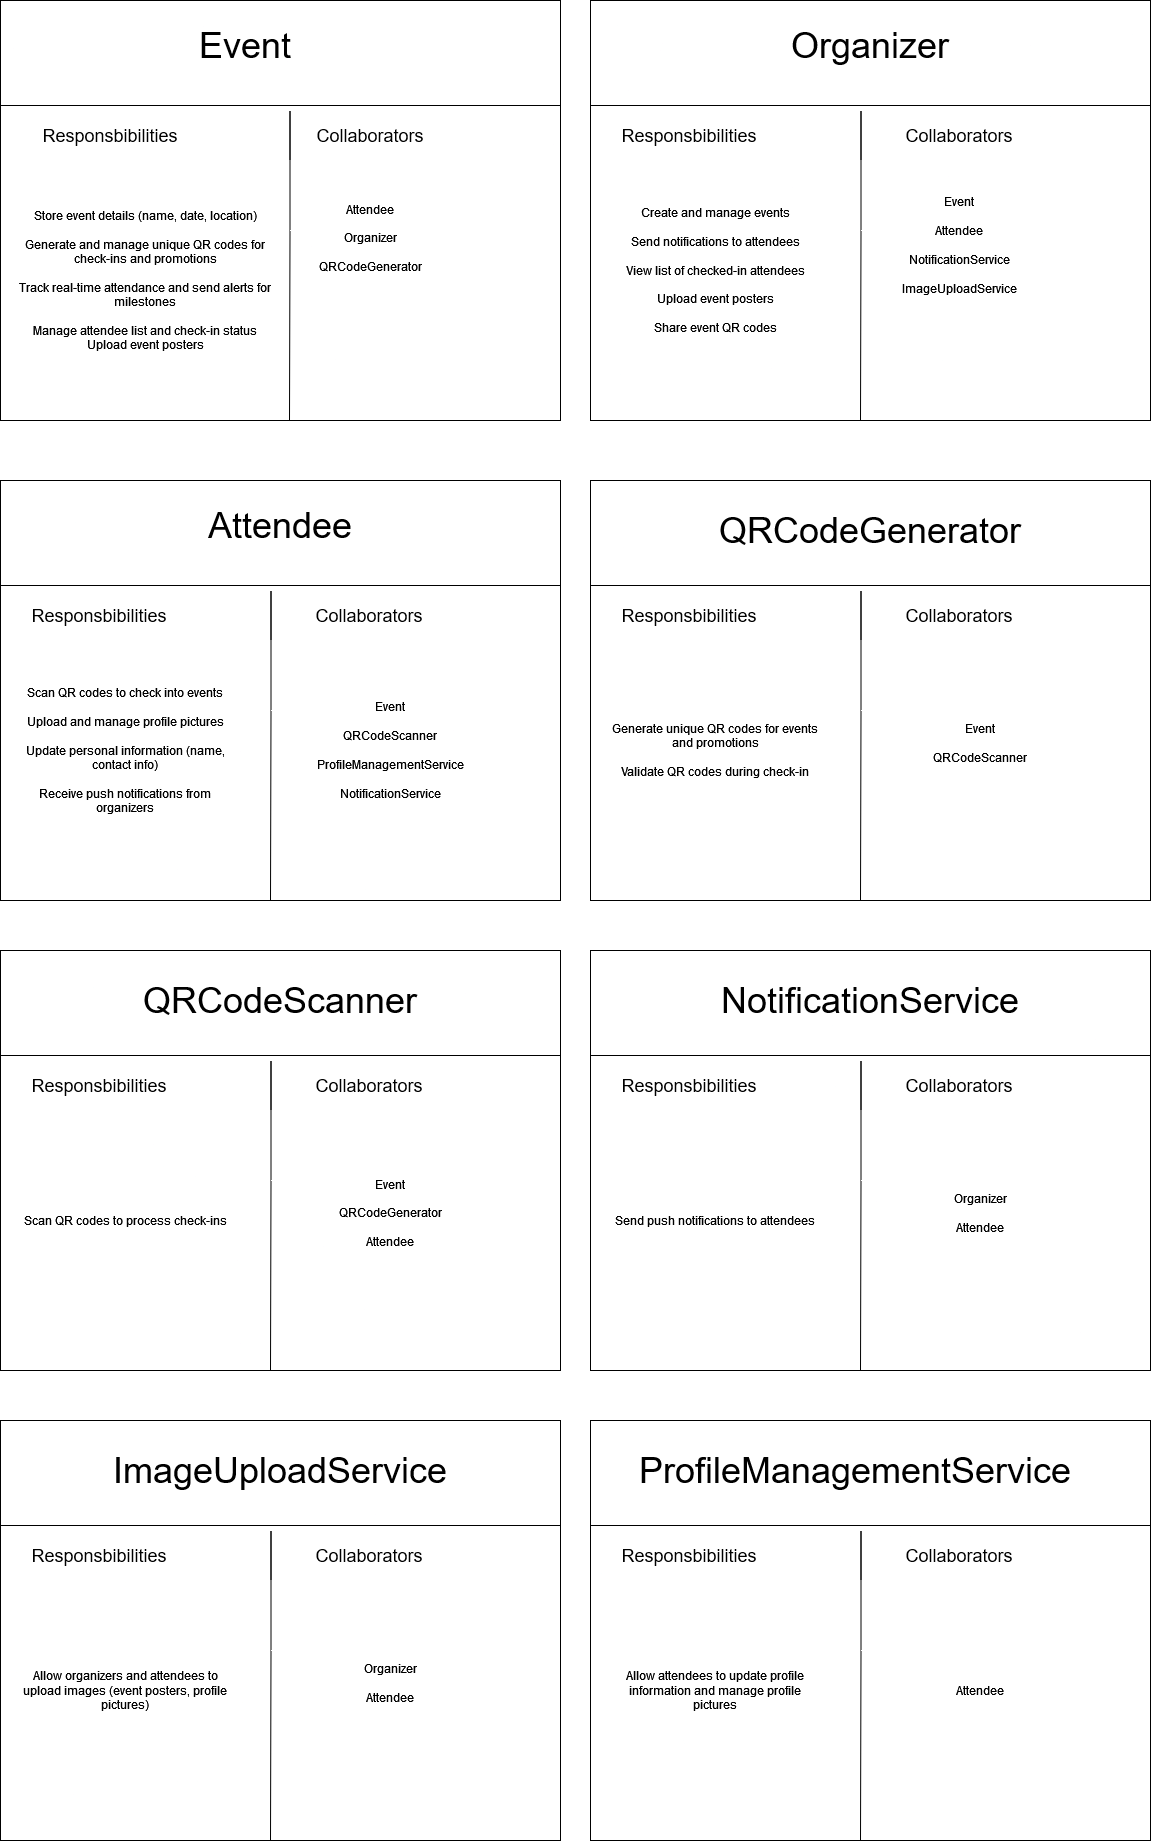 Event
Responsbibilities
Collaborators
Store event details (name, date, location)
Generate and manage unique QR codes for
check-ins and promotions
Track real-time attendance and send alerts for
milestones
Manage attendee list and check-in status
Upload event posters
Attendee
Organizer
QRCodeGenerator
Organizer
Responsbibilities
Collaborators
Create and manage events
Send notifications to attendees
View list of checked-in attendees
Upload event posters
Share event QR codes
Event
Attendee
NotificationService
ImageUploadService
Attendee
Responsbibilities
Collaborators
Scan QR codes to check into events
Upload and manage profile pictures
Update personal information (name,
contact info)
Receive push notifications from
organizers
Event
QRCodeScanner
ProfileManagementService
NotificationService
QRCodeGenerator
Responsbibilities
Collaborators
Generate unique QR codes for events
and promotions
Validate QR codes during check-in
Event
QRCodeScanner
QRCodeScanner
Responsbibilities
Collaborators
Scan QR codes to process check-ins
Event
QRCodeGenerator
Attendee
NotificationService
Responsbibilities
Collaborators
Send push notifications to attendees
Organizer
Attendee
ImageUploadService
Responsbibilities
Collaborators
Allow organizers and attendees to
upload images (event posters, profile
pictures)
Organizer
Attendee
ProfileManagementService
Responsbibilities
Collaborators
Allow attendees to update profile
information and manage profile
pictures
Attendee